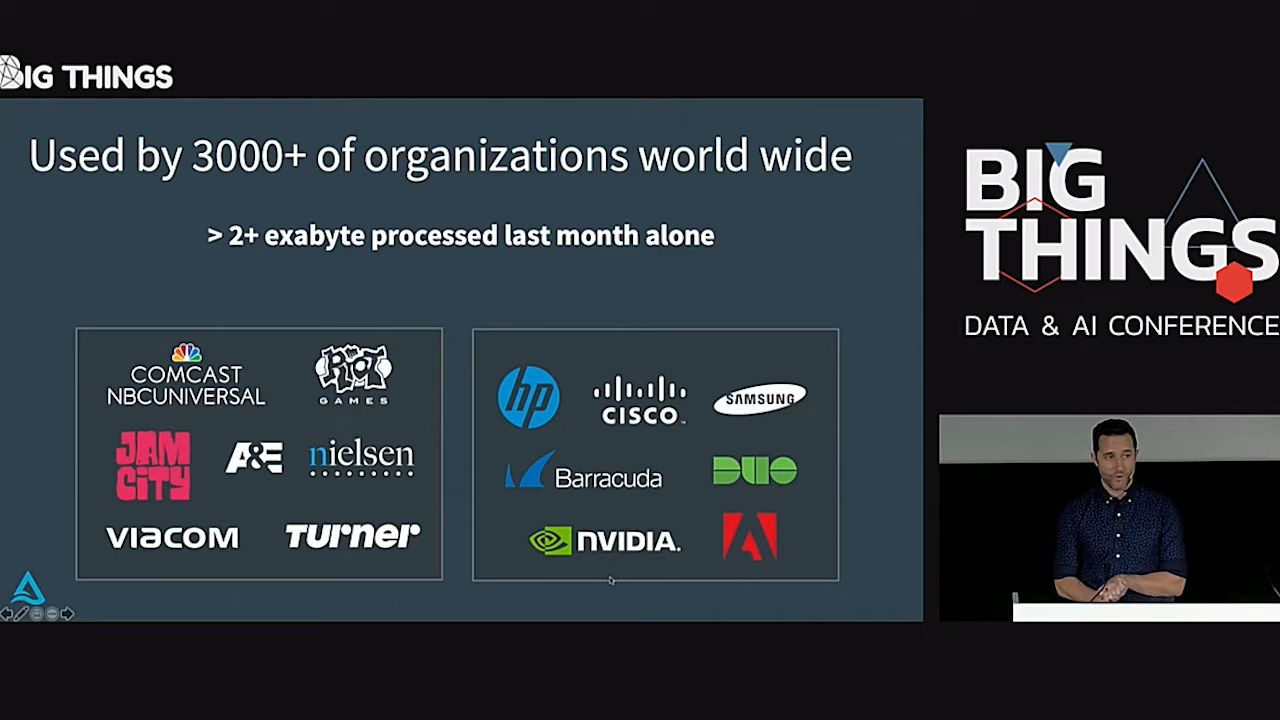 BIG THINGS
Used by 3000+ of organizations world wide
> 2+ exabyte processed last month alone
COMCAST
NBCUNIVERSAL
RIOT
GAMES
JAM
CITY
A&E
nielsen
VIACOM
Turner
hp
CISCO
SAMSUNG
Barracuda
DUO
NVIDIA.
BIG
THINGS
DATA & AI CONFERENCE